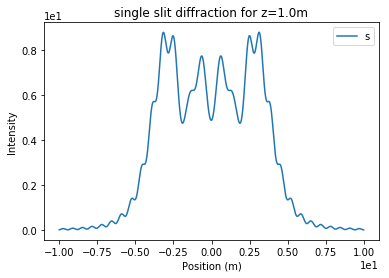 single slit diffraction for z=1.0m
1e1
s
0.8
0.6
0.4
0.2
0.0
Intensity
−1.00 −0.75 −0.50 −0.25 0.00 0.25 0.50 0.75 1.00
Position (m)
1e1